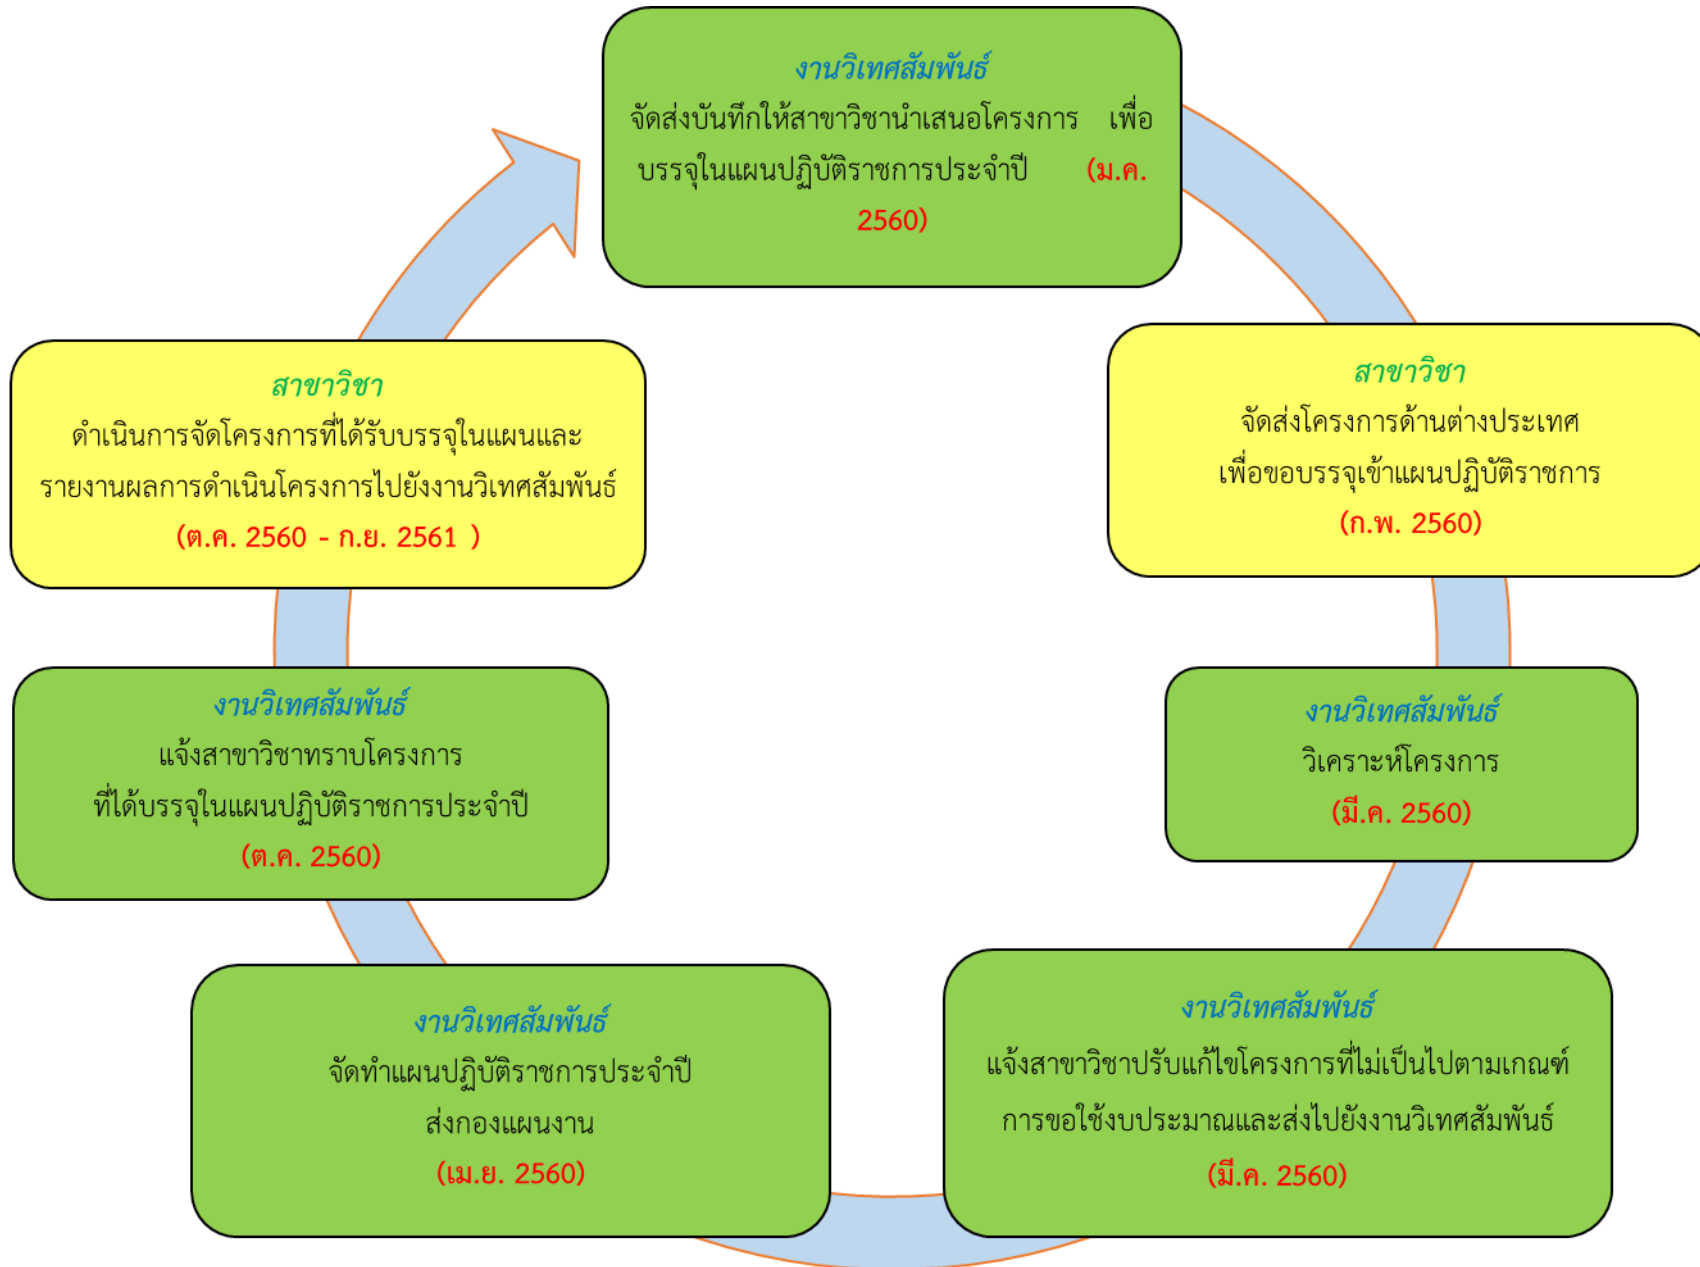 งานวิเทศสัมพันธ์
จัดส่งบันทึกให้สาขาวิชานำเสนอโครงการ เพื่อ
บรรจุในแผนปฏิบัติราชการประจำปี (ม.ค.
2560)
สาขาวิชา
จัดส่งโครงการด้านต่างประเทศ
เพื่อขอบรรจุเข้าแผนปฏิบัติราชการ
(ก.พ. 2560)
งานวิเทศสัมพันธ์
วิเคราะห์โครงการ
(มี.ค. 2560)
งานวิเทศสัมพันธ์
แจ้งสาขาวิชาปรับแก้ไขโครงการที่ไม่เป็นไปตามเกณฑ์
การขอใช้งบประมาณและส่งไปยังงานวิเทศสัมพันธ์
(มี.ค. 2560)
งานวิเทศสัมพันธ์
จัดทำแผนปฏิบัติราชการประจำปี
ส่งกองแผนงาน
(เม.ย. 2560)
งานวิเทศสัมพันธ์
แจ้งสาขาวิชาทราบโครงการ
ที่ได้บรรจุในแผนปฏิบัติราชการประจำปี
(ต.ค. 2560)
สาขาวิชา
ดำเนินการจัดโครงการที่ได้รับบรรจุในแผนและ
รายงานผลการดำเนินโครงการไปยังงานวิเทศสัมพันธ์
(ต.ค. 2560 - ก.ย. 2561 )